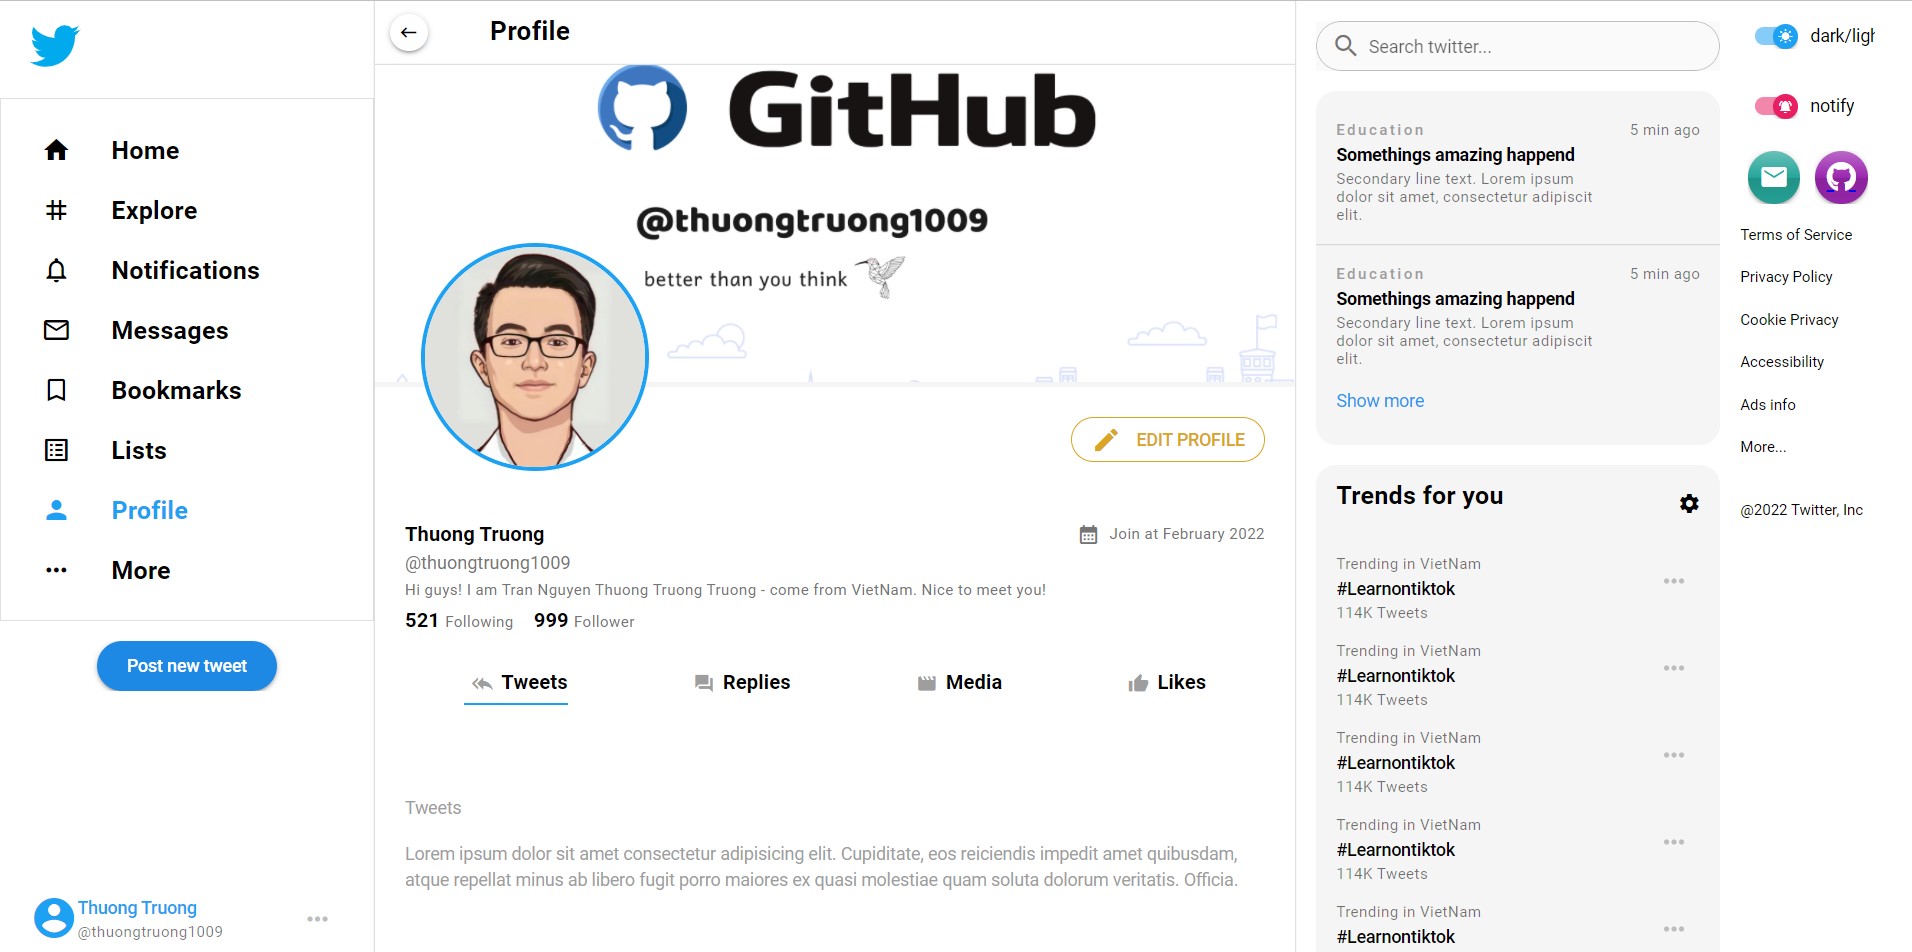 Home
Explore
Notifications
Messages
Bookmarks
Lists
Profile
More
Post new tweet
Thuong Truong
@thuongtruong1009
Profile
GitHub
@thuongtruong1009
better than you think
EDIT PROFILE
Thuong Truong
Join at February 2022
@thuongtruong1009
Hi guys! I am Tran Nguyen Thuong Truong Truong - come from VietNam. Nice to meet you!
521 Following 999 Follower
Tweets
Replies
Media
Likes
Tweets
Lorem ipsum dolor sit amet consectetur adipisicing elit. Cupiditate, eos reiciendis impedit amet quibusdam,
atque repellat minus ab libero fugit porro maiores ex quasi molestiae quam soluta dolorum veritatis. Officia.
Search twitter...
Education 5 min ago
Somethings amazing happend
Secondary line text. Lorem ipsum
dolor sit amet, consectetur adipiscit
elit.
Education 5 min ago
Somethings amazing happend
Secondary line text. Lorem ipsum
dolor sit amet, consectetur adipiscit
elit.
Show more
Trends for you
Trending in VietNam
#Learnontiktok
114K Tweets
Trending in VietNam
#Learnontiktok
114K Tweets
Trending in VietNam
#Learnontiktok
114K Tweets
Trending in VietNam
#Learnontiktok
114K Tweets
Trending in VietNam
#Learnontiktok
dark/ligh
notify
Terms of Service
Privacy Policy
Cookie Privacy
Accessibility
Ads info
More...
@2022 Twitter, Inc